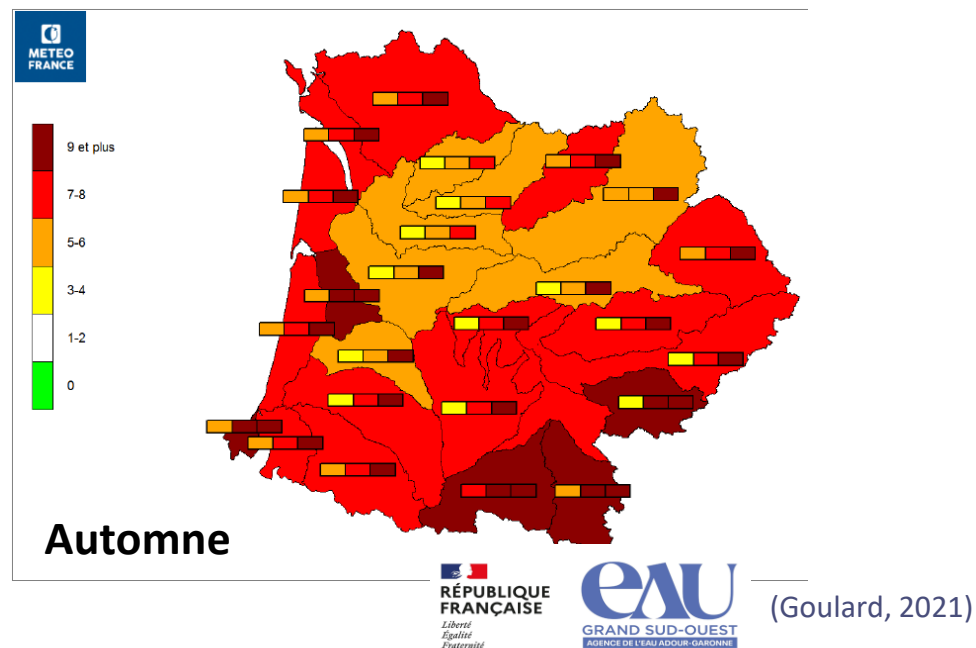 METEO
FRANCE
9 et plus
7-8
5-6
3-4
1-2
0
Automne
RÉPUBLIQUE
FRANÇAISE
Liberté
Égalité
Fraternité
eAU
GRAND SUD-OUEST
AGENCE DE L'EAU ADOUR-GARONNE
(Goulard, 2021)